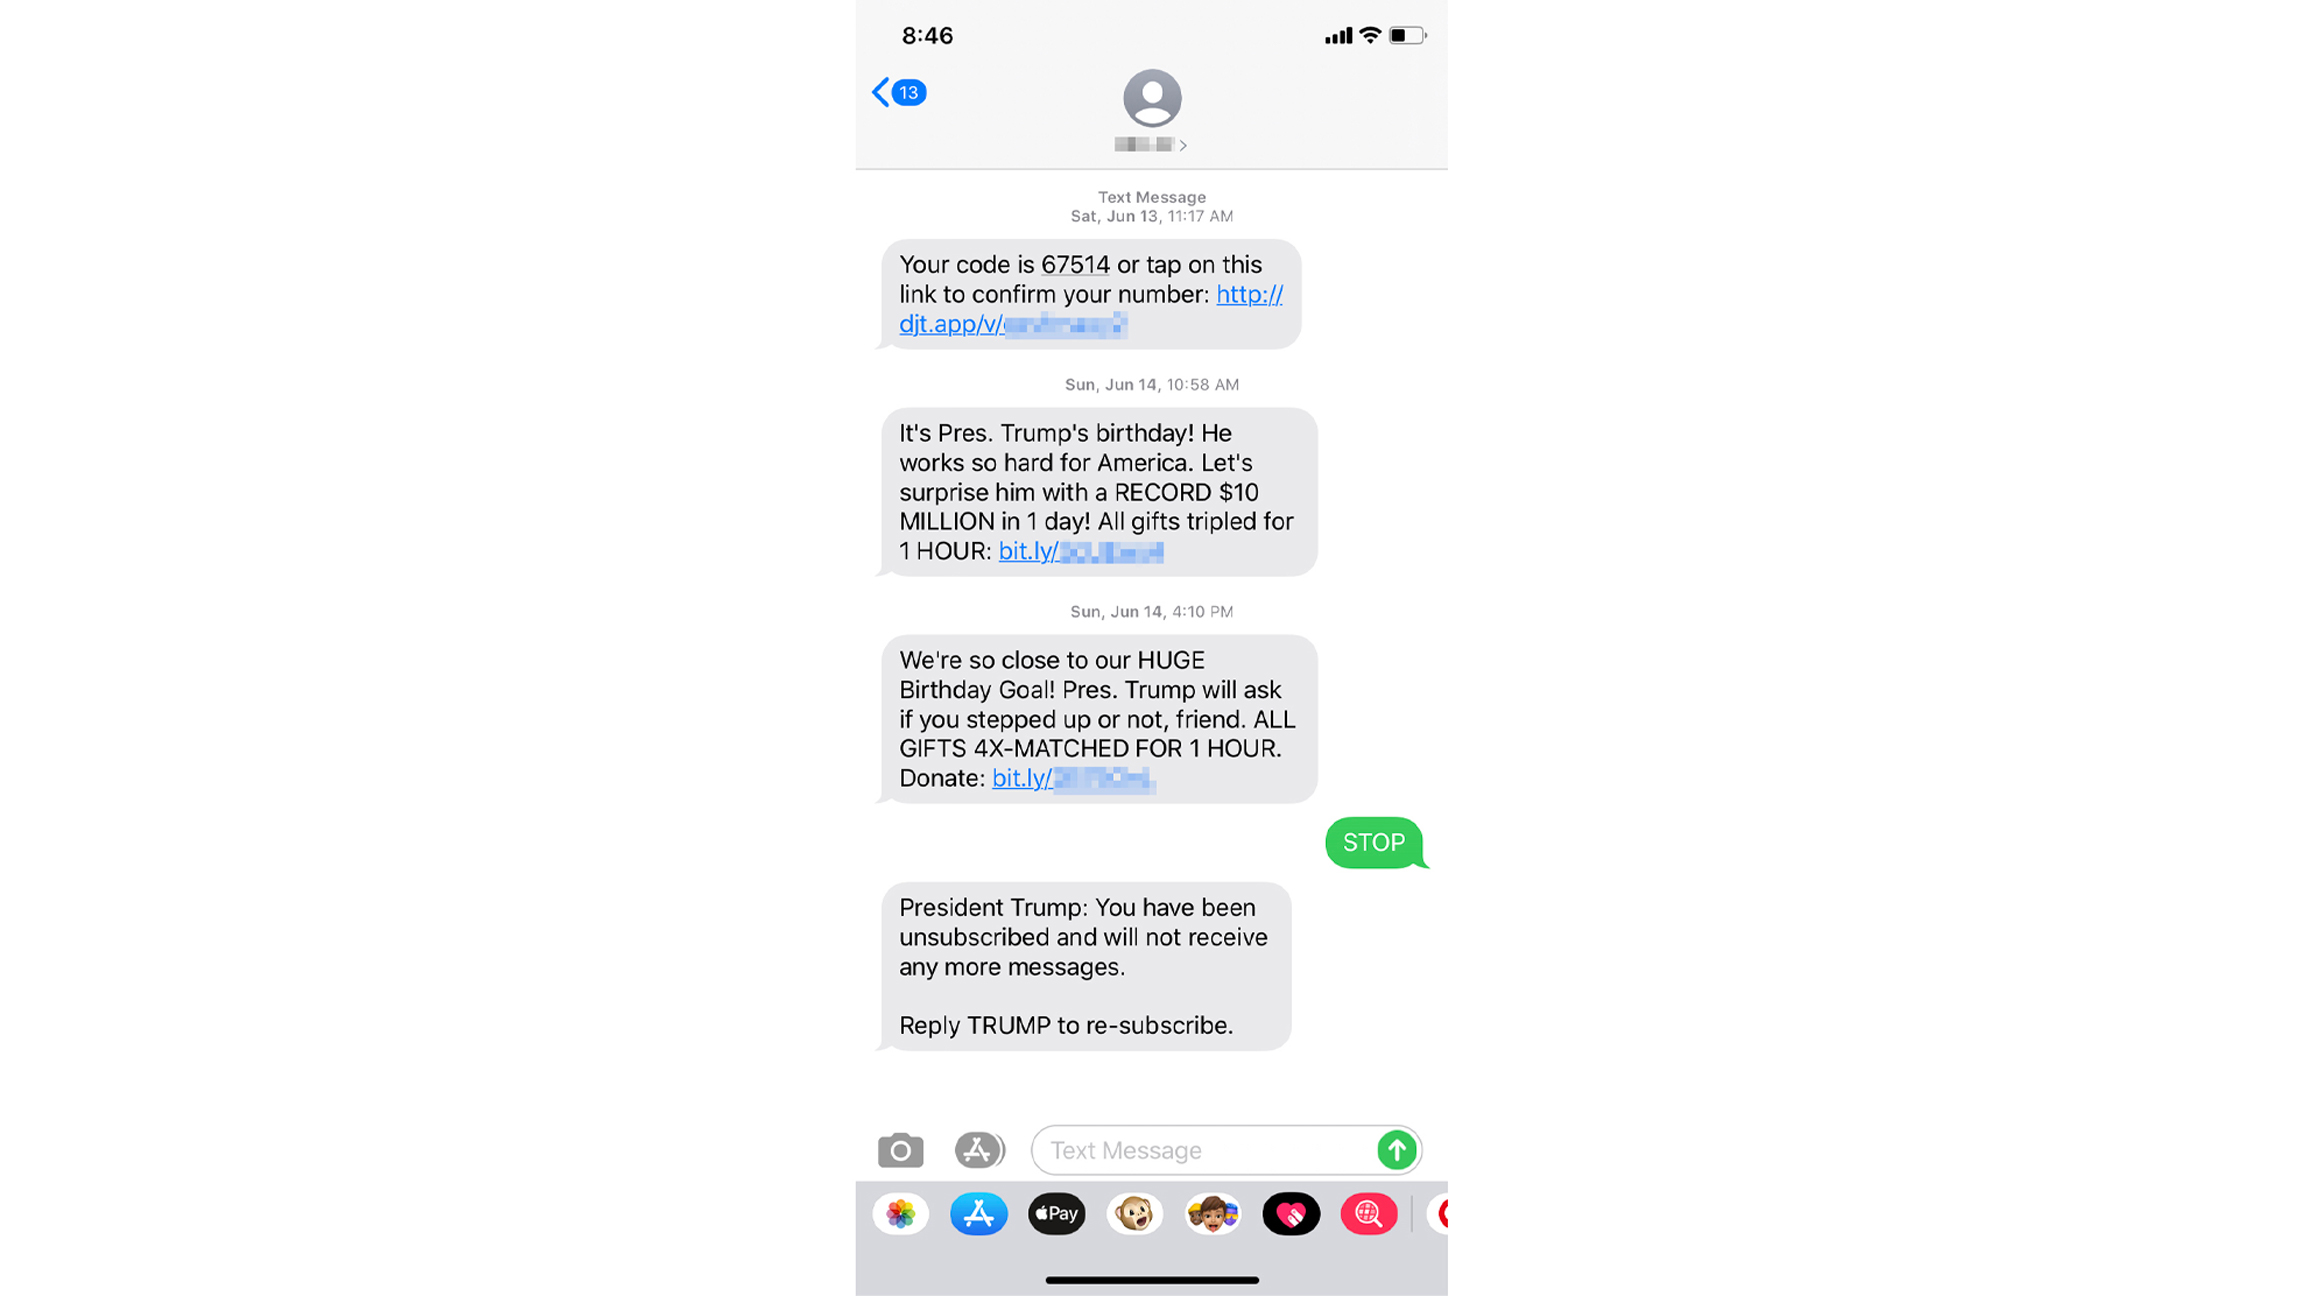 8:46
13
Text Message
Sat, Jun 13, 11:17 AM
Your code is 67514 or tap on this
link to confirm your number: http://
djt.app/v/
Sun, Jun 14, 10:58 AM
It's Pres. Trump's birthday! He
works so hard for America. Let's
surprise him with a RECORD $10
MILLION in 1 day! All gifts tripled for
1 HOUR: bit.ly/
Sun, Jun 14, 4:10 PM
We're so close to our HUGE
Birthday Goal! Pres. Trump will ask
if you stepped up or not, friend. ALL
GIFTS 4X-MATCHED FOR 1 HOUR.
Donate: bit.ly/
STOP
President Trump: You have been
unsubscribed and will not receive
any more messages.
Reply TRUMP to re-subscribe.
Text Message
Pay